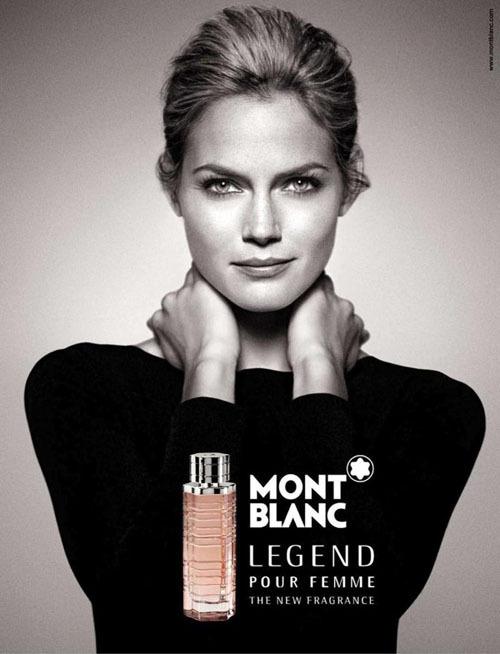 www.montblanc.com
MONT
BLANC
LEGEND
POUR FEMME
THE NEW FRAGRANCE